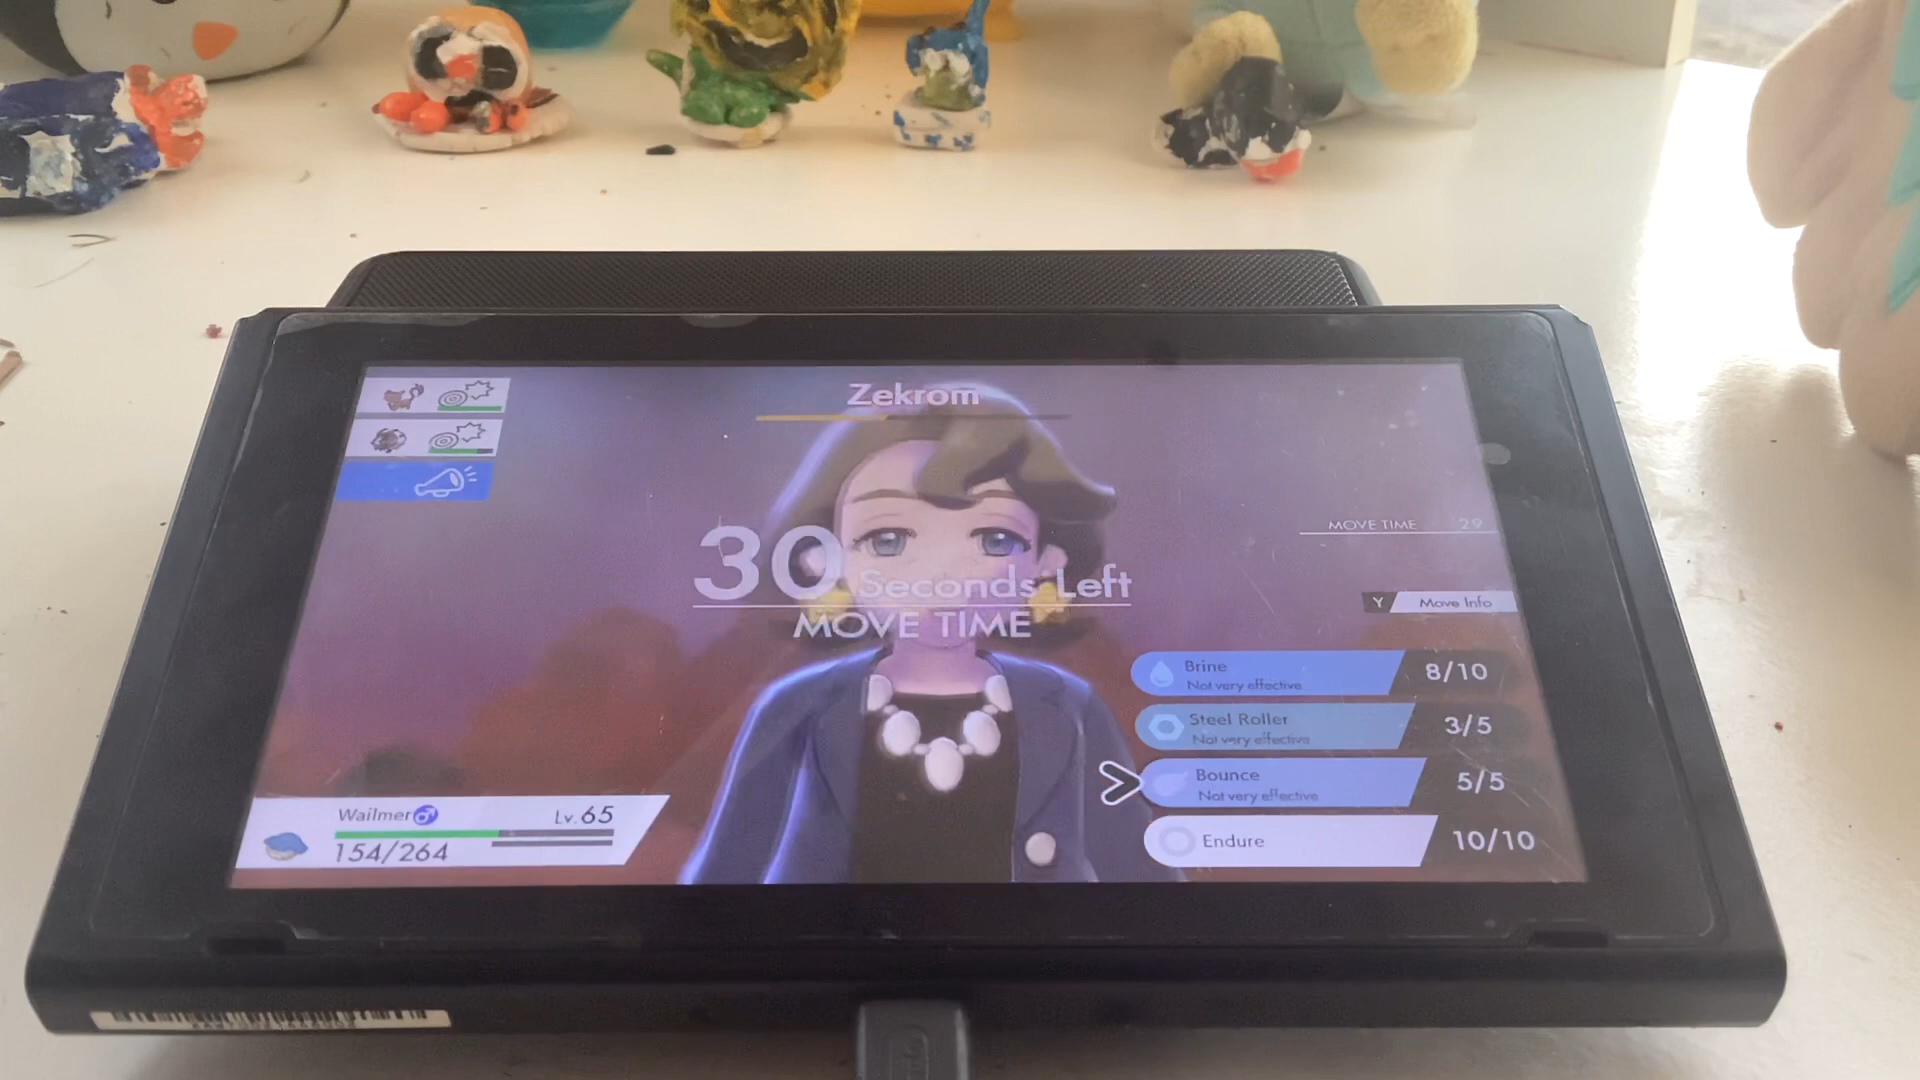 Zekrom
30 Seconds Left
MOVE TIME
MOVE TIME 29
Y Move Info
Brine
Not very effective
8/10
Steel Roller
Not very effective
3/5
Bounce
Not very effective
5/5
Endure
10/10
Wailmer♂ Lv. 65
154/264